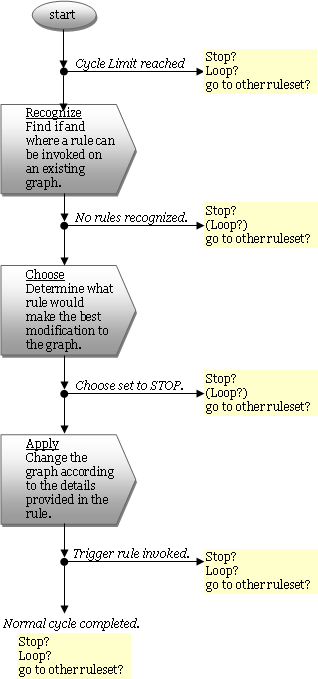 start
Cycle Limit reached
Stop?
Loop?
go to other ruleset?
Recognize
Find if and
where a rule can
be invoked on
an existing
graph.
No rules recognized.
Stop?
(Loop?)
go to other ruleset?
Choose
Determine what
rule would
make the best
modification to
the graph.
Choose set to STOP.
Stop?
(Loop?)
go to other ruleset?
Apply
Change the
graph according
to the details
provided in the
rule.
Trigger rule invoked.
Stop?
Loop?
go to other ruleset?
Normal cycle completed.
Stop?
Loop?
go to other ruleset?